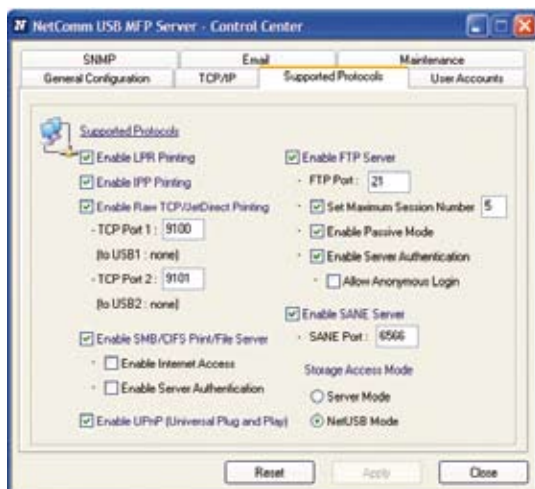 NetComm USB MFP Server - Control Center
SNMP
Email
Maintenance
General Configuration
TCP/IP
Supported Protocols
User Accounts
Supported Protocols
Enable LPR Printing
Enable IPP Printing
Enable Raw TCP/JetDirect Printing
- TCP Port 1 : 9100
(to USB1 : none)
- TCP Port 2 : 9101
(to USB2 : none)
Enable SMB/CIFS Print/File Server
· Enable Internet Access
· Enable Server Authentication
Enable UPnP (Universal Plug and Play)
Enable FTP Server
· FTP Port : 21
· Set Maximum Session Number 5
· Enable Passive Mode
· Enable Server Authentication
· Allow Anonymous Login
Enable SANE Server
· SANE Port : 6566
Storage Access Mode
Server Mode
NetUSB Mode
Reset
Apply
Close